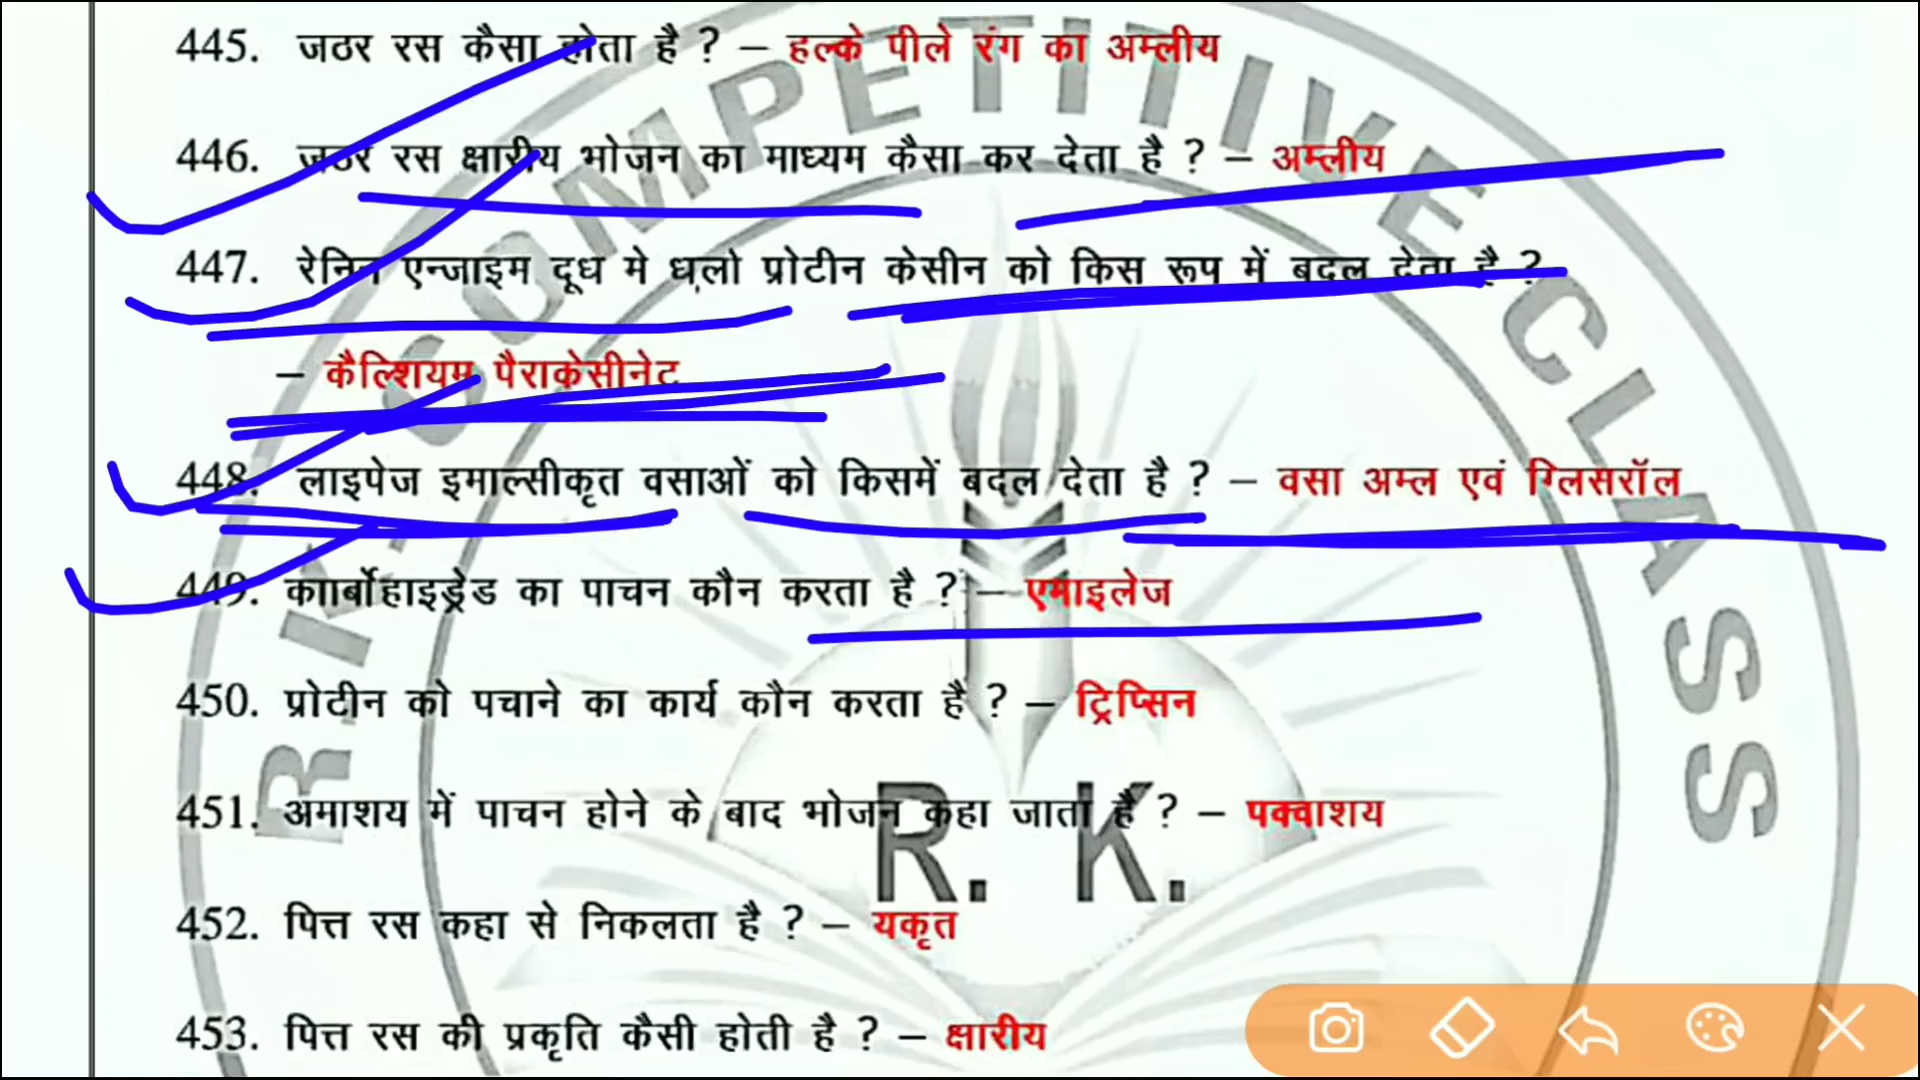 445. जठर रस कैसा होता है ? – हल्के पीले रंग का अम्लीय
446. जठर रस क्षारीय भोजन का माध्यम कैसा कर देता है ? – अम्लीय
447. रेनिन एन्जाइम दूध मे धुलो प्रोटीन केसीन को किस रूप में बदल देता है ?
– कैल्शियम पैराकेसीनेट
448. लाइपेज इमाल्सीकृत वसाओं को किसमें बदल देता है ? – वसा अम्ल एवं ग्लिसरॉल
449. काार्बोहाइड्रेड का पाचन कौन करता है ? – एमाइलेज
450. प्रोटीन को पचाने का कार्य कौन करता है ? – ट्रिप्सिन
451. अमाशय में पाचन होने के बाद भोजन कहा जाता है ? – पक्वाशय
452. पित्त रस कहा से निकलता है ? – यकृत
453. पित्त रस की प्रकृति कैसी होती है ? – क्षारीय
R.K. COMPETITIVE CLASSES
R. K.